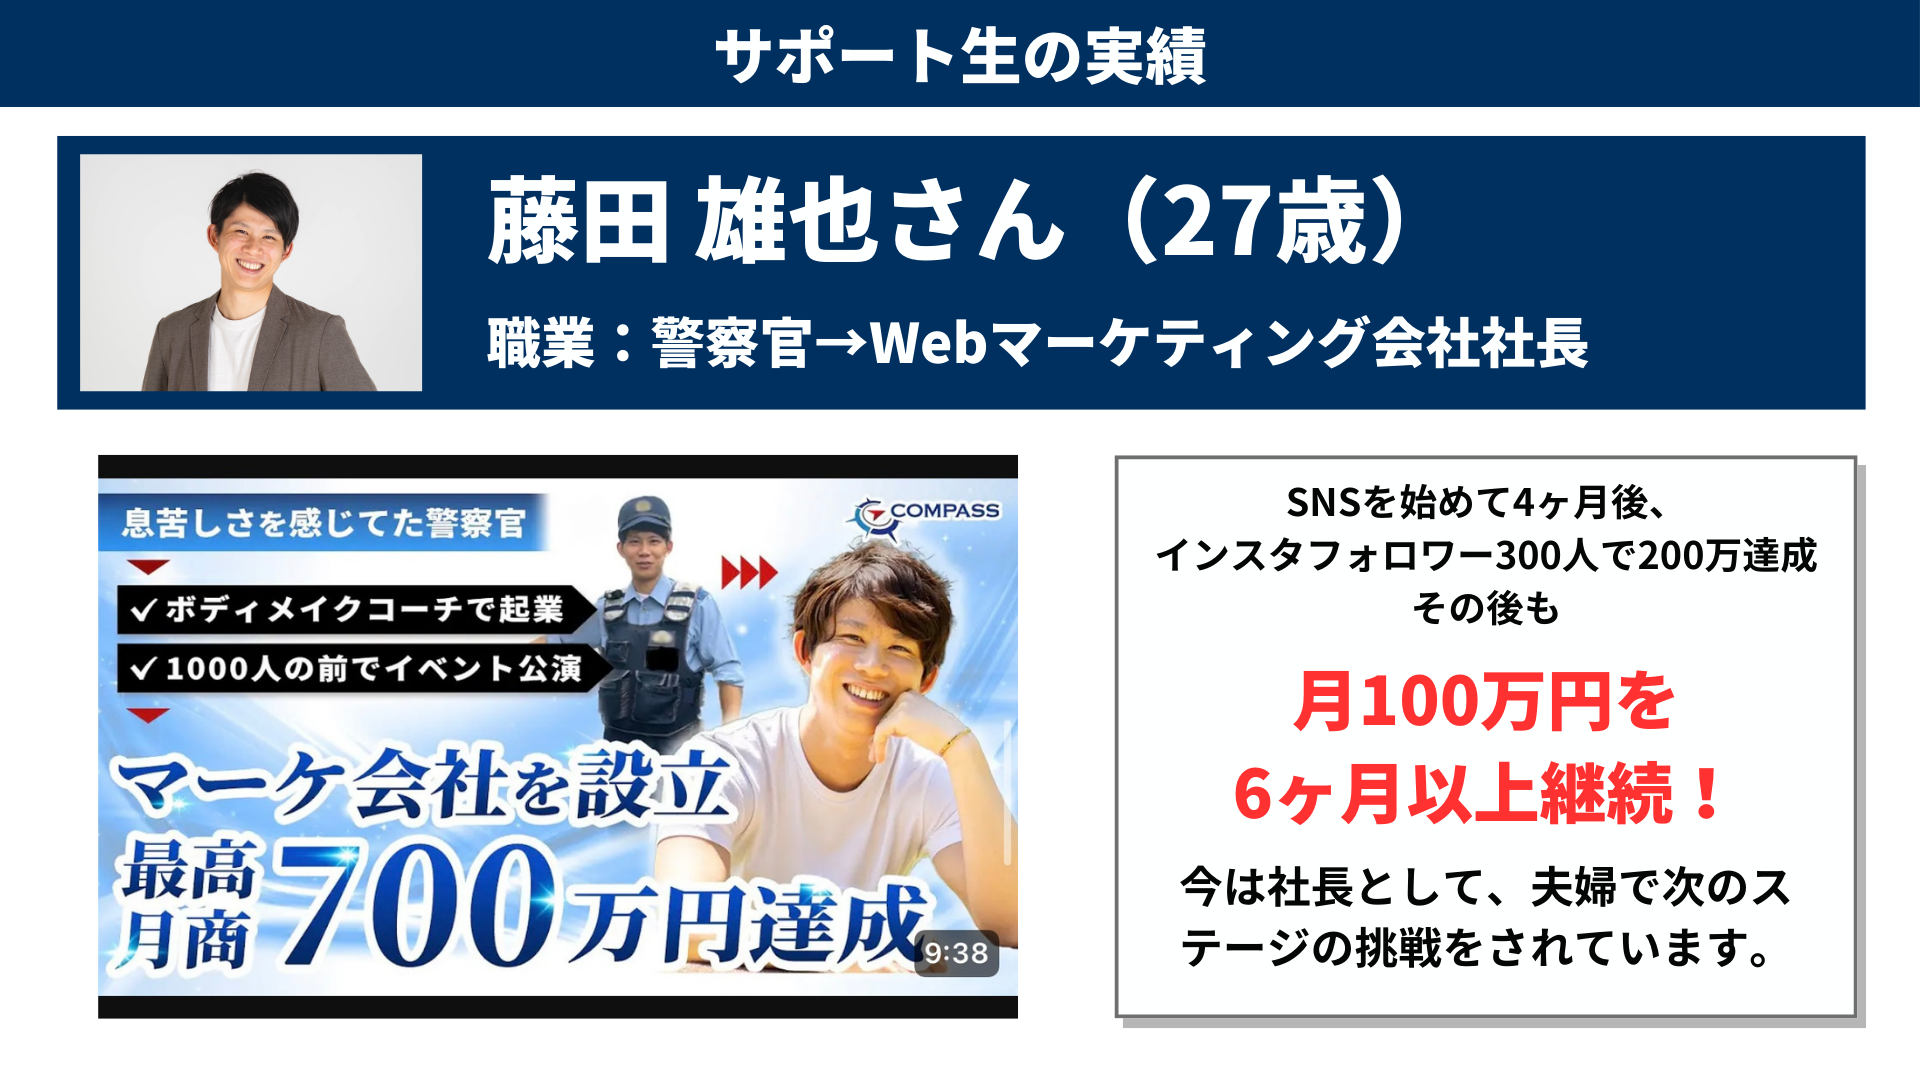 サポート生の実績
藤田 雄也さん（27歳）
職業：警察官→Webマーケティング会社社長
息苦しさを感じてた警察官
COMPASS
✓ ボディメイクコーチで起業
✓ 1000人の前でイベント公演
マーケ会社を設立
最高
月商
700万円達成
9:38
SNSを始めて4ヶ月後、
インスタフォロワー300人で200万達成
その後も
月100万円を
6ヶ月以上継続！
今は社長として、夫婦で次のス
テージの挑戦をされています。